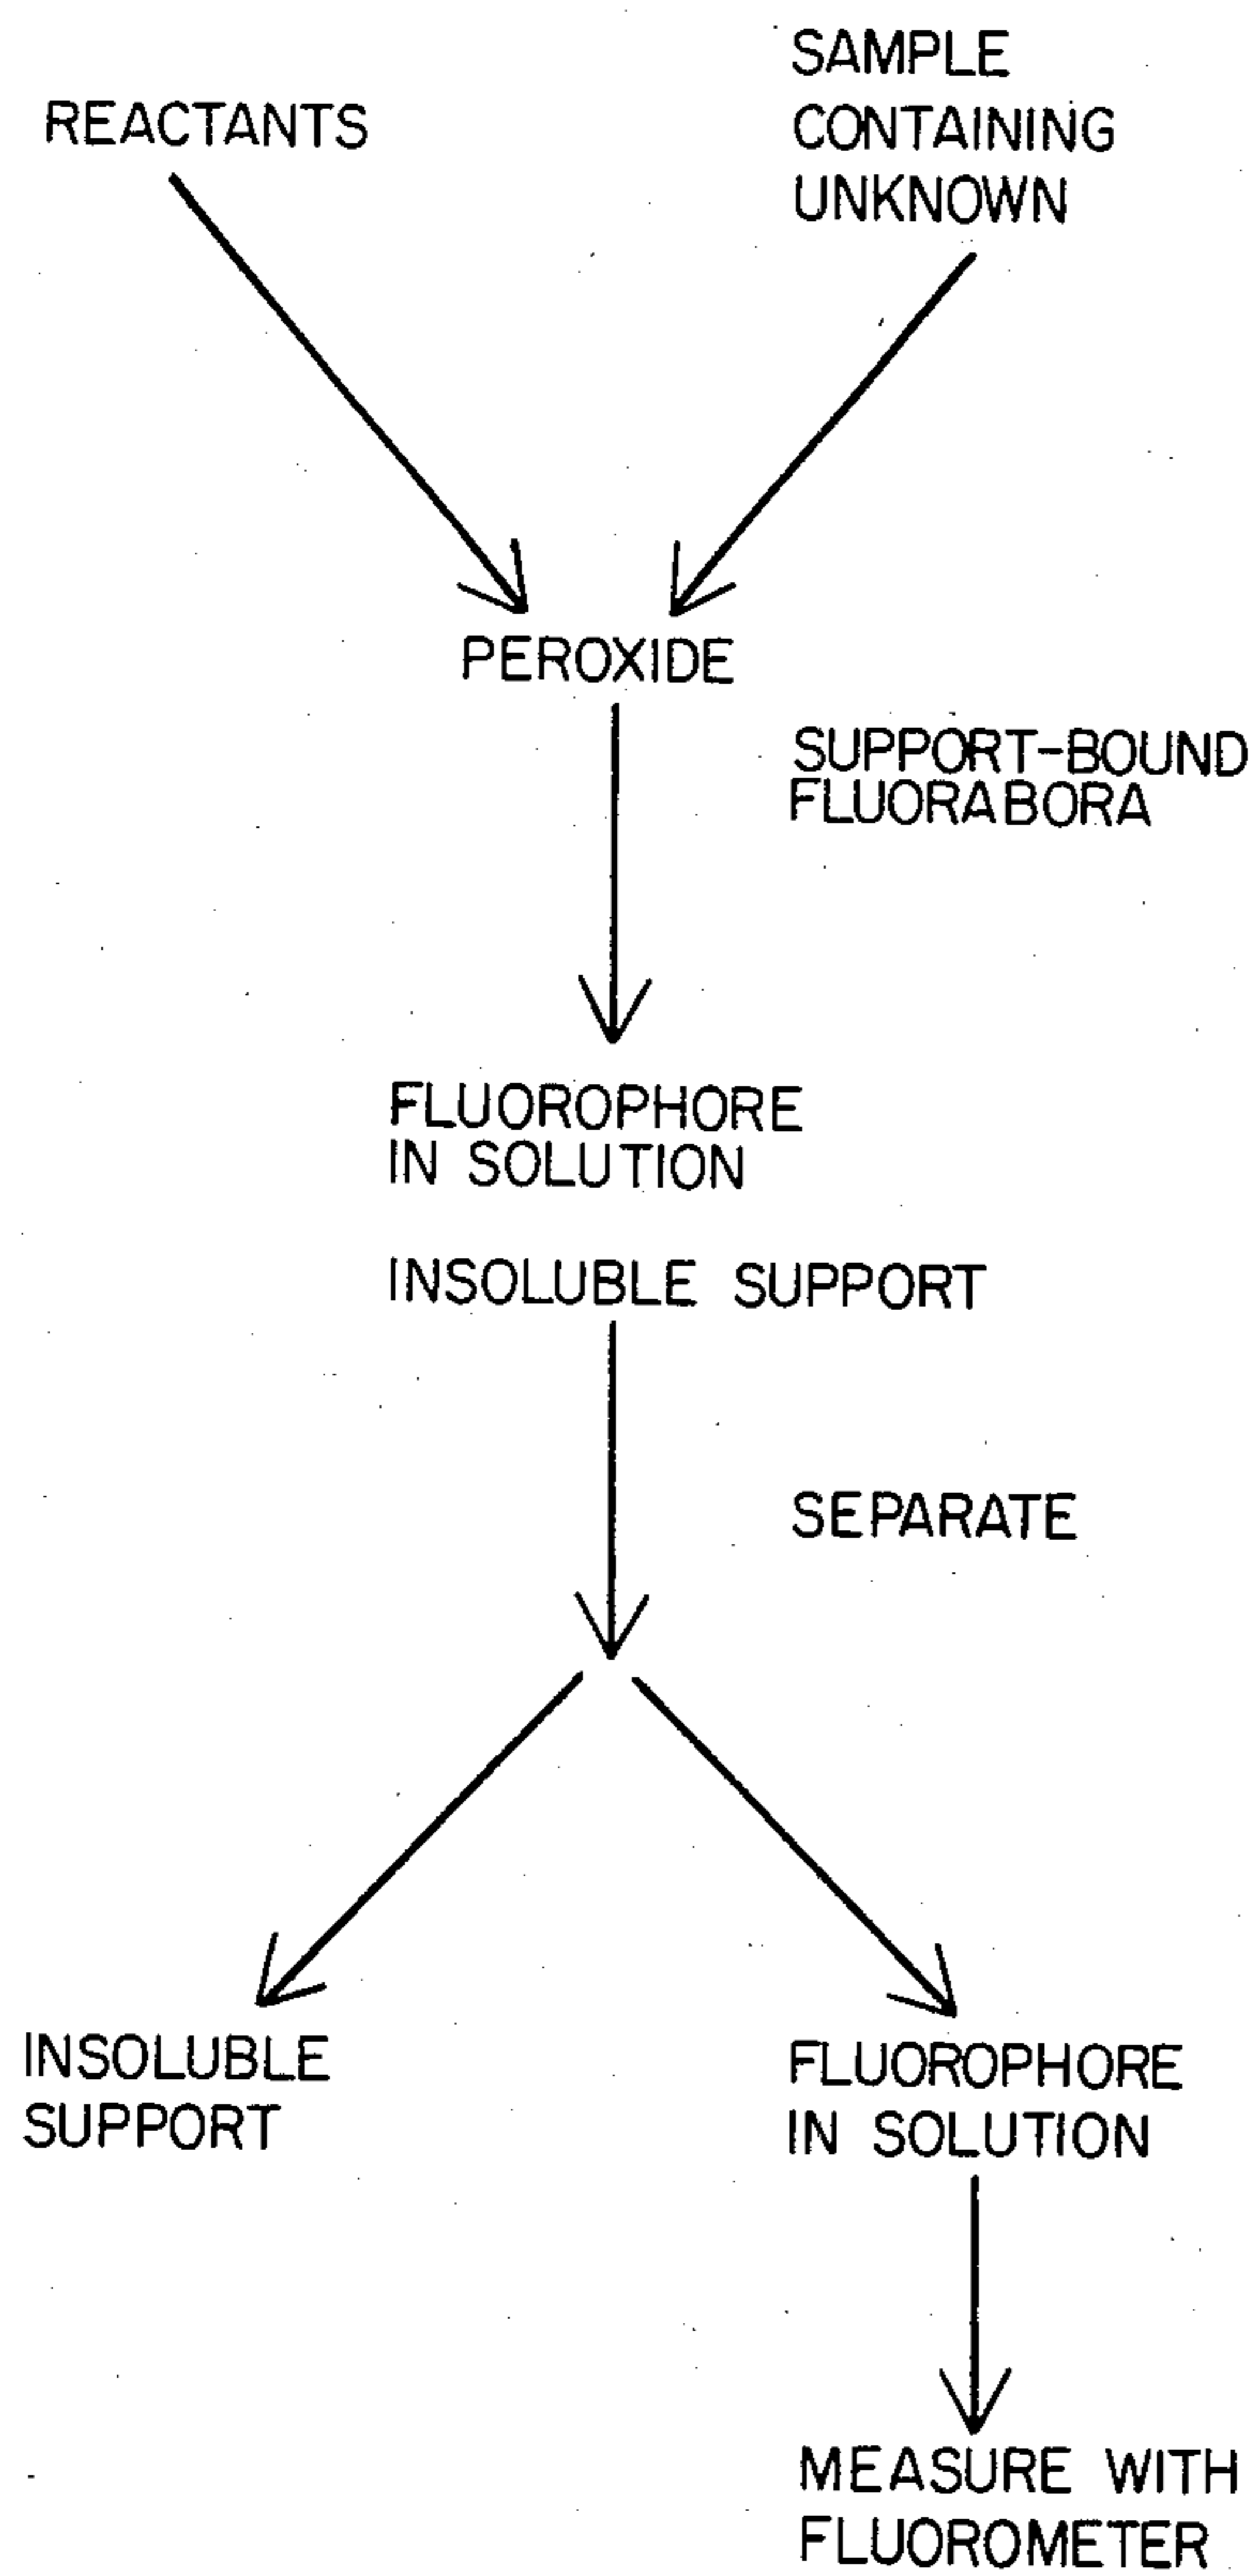 REACTANTS
SAMPLE
CONTAINING
UNKNOWN
PEROXIDE
SUPPORT-BOUND
FLUORABORA
FLUOROPHORE
IN SOLUTION
INSOLUBLE SUPPORT
SEPARATE
INSOLUBLE
SUPPORT
FLUOROPHORE
IN SOLUTION
MEASURE WITH
FLUOROMETER